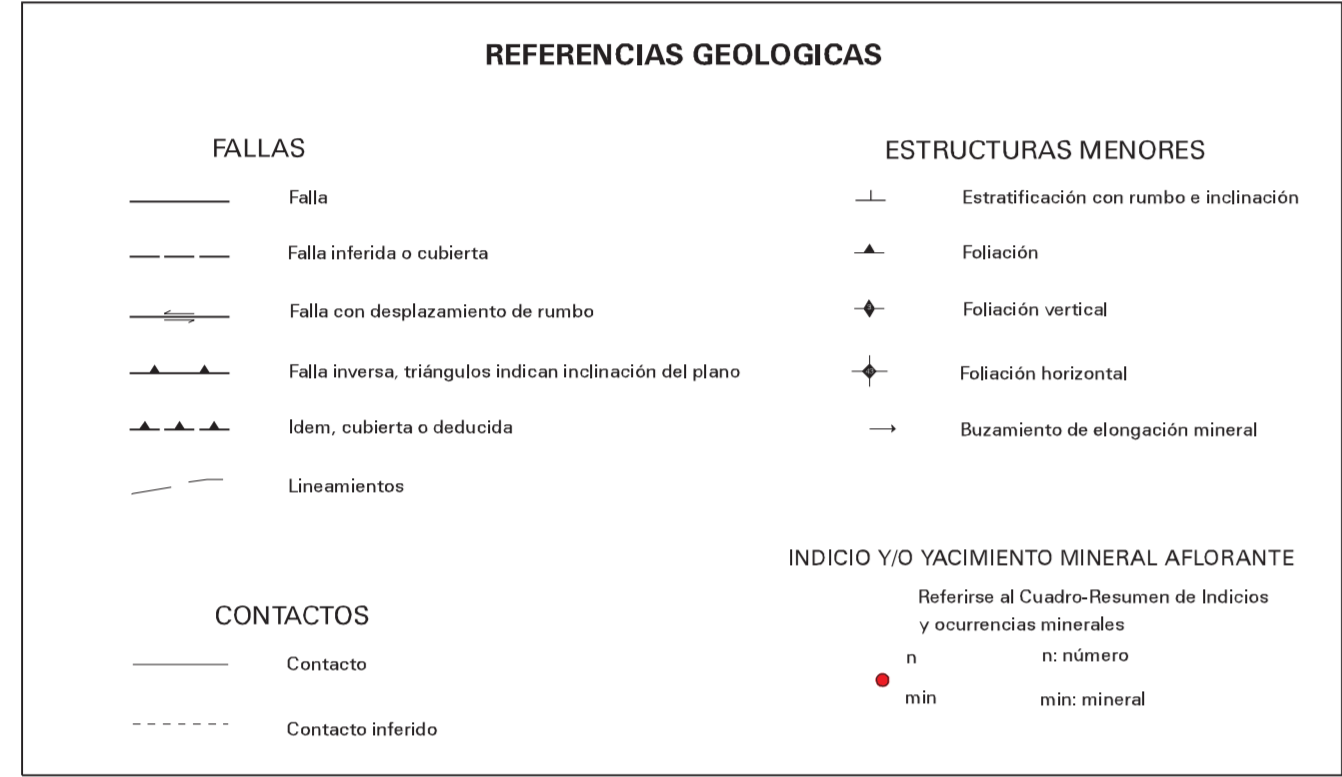 REFERENCIAS GEOLOGICAS
FALLAS
Falla
Falla inferida o cubierta
Falla con desplazamiento de rumbo
Falla inversa, triángulos indican inclinación del plano
Idem, cubierta o deducida
Lineamientos
CONTACTOS
Contacto
Contacto inferido
ESTRUCTURAS MENORES
Estratificación con rumbo e inclinación
Foliación
Foliación vertical
Foliación horizontal
Buzamiento de elongación mineral
INDICIO Y/O YACIMIENTO MINERAL AFLORANTE
Referirse al Cuadro-Resumen de Indicios
y ocurrencias minerales
n n: número
min min: mineral